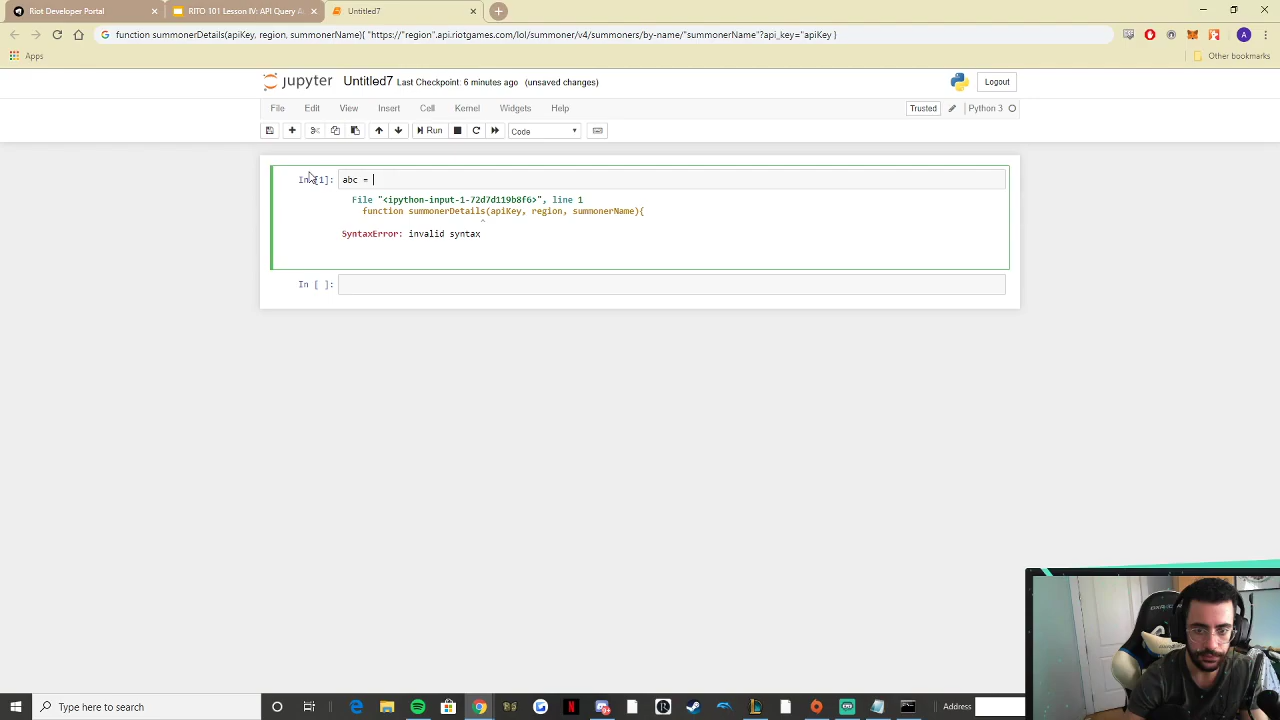 Riot Developer Portal
RITO 101 Lesson IV: API Query A
Untitled7
function summonerDetails(apiKey, region, summonerName){ "https://"region".api.riotgames.com/lol/summoner/v4/summoners/by-name/"summonerName"?api_key="apiKey }
A
Apps
Other bookmarks
jupyter Untitled7 Last Checkpoint: 6 minutes ago (unsaved changes)
Logout
File Edit View Insert Cell Kernel Widgets Help
Trusted
Python 3
Run
Code
In [1]: abc =
File "<ipython-input-1-72d7d119b8f6>", line 1
function summonerDetails(apiKey, region, summonerName){
^
SyntaxError: invalid syntax
In [ ]:
Type here to search
Address